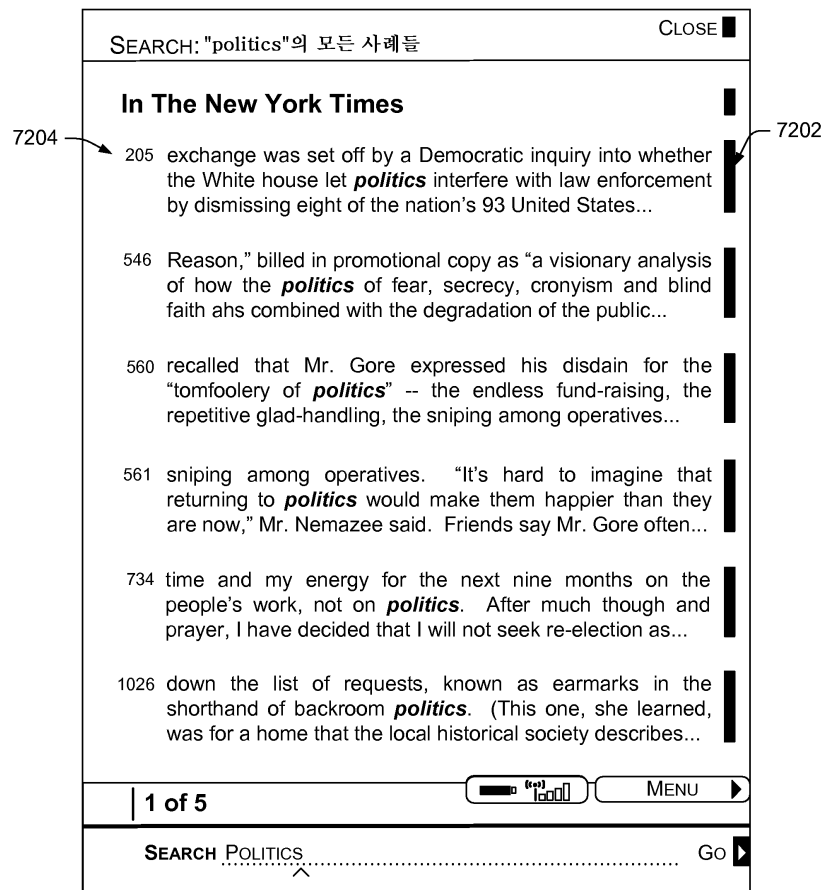 SEARCH: "politics"의 모든 사례들
CLOSE
In The New York Times
7204
7202
205 exchange was set off by a Democratic inquiry into whether
the White house let politics interfere with law enforcement
by dismissing eight of the nation's 93 United States...
546 Reason,” billed in promotional copy as “a visionary analysis
of how the politics of fear, secrecy, cronyism and blind
faith ahs combined with the degradation of the public...
560 recalled that Mr. Gore expressed his disdain for the
“tomfoolery of politics” -- the endless fund-raising, the
repetitive glad-handling, the sniping among operatives...
561 sniping among operatives. “It's hard to imagine that
returning to politics would make them happier than they
are now,” Mr. Nemazee said. Friends say Mr. Gore often...
734 time and my energy for the next nine months on the
people's work, not on politics. After much though and
prayer, I have decided that I will not seek re-election as...
1026 down the list of requests, known as earmarks in the
shorthand of backroom politics. (This one, she learned,
was for a home that the local historical society describes...
1 of 5
MENU
SEARCH POLITICS
GO